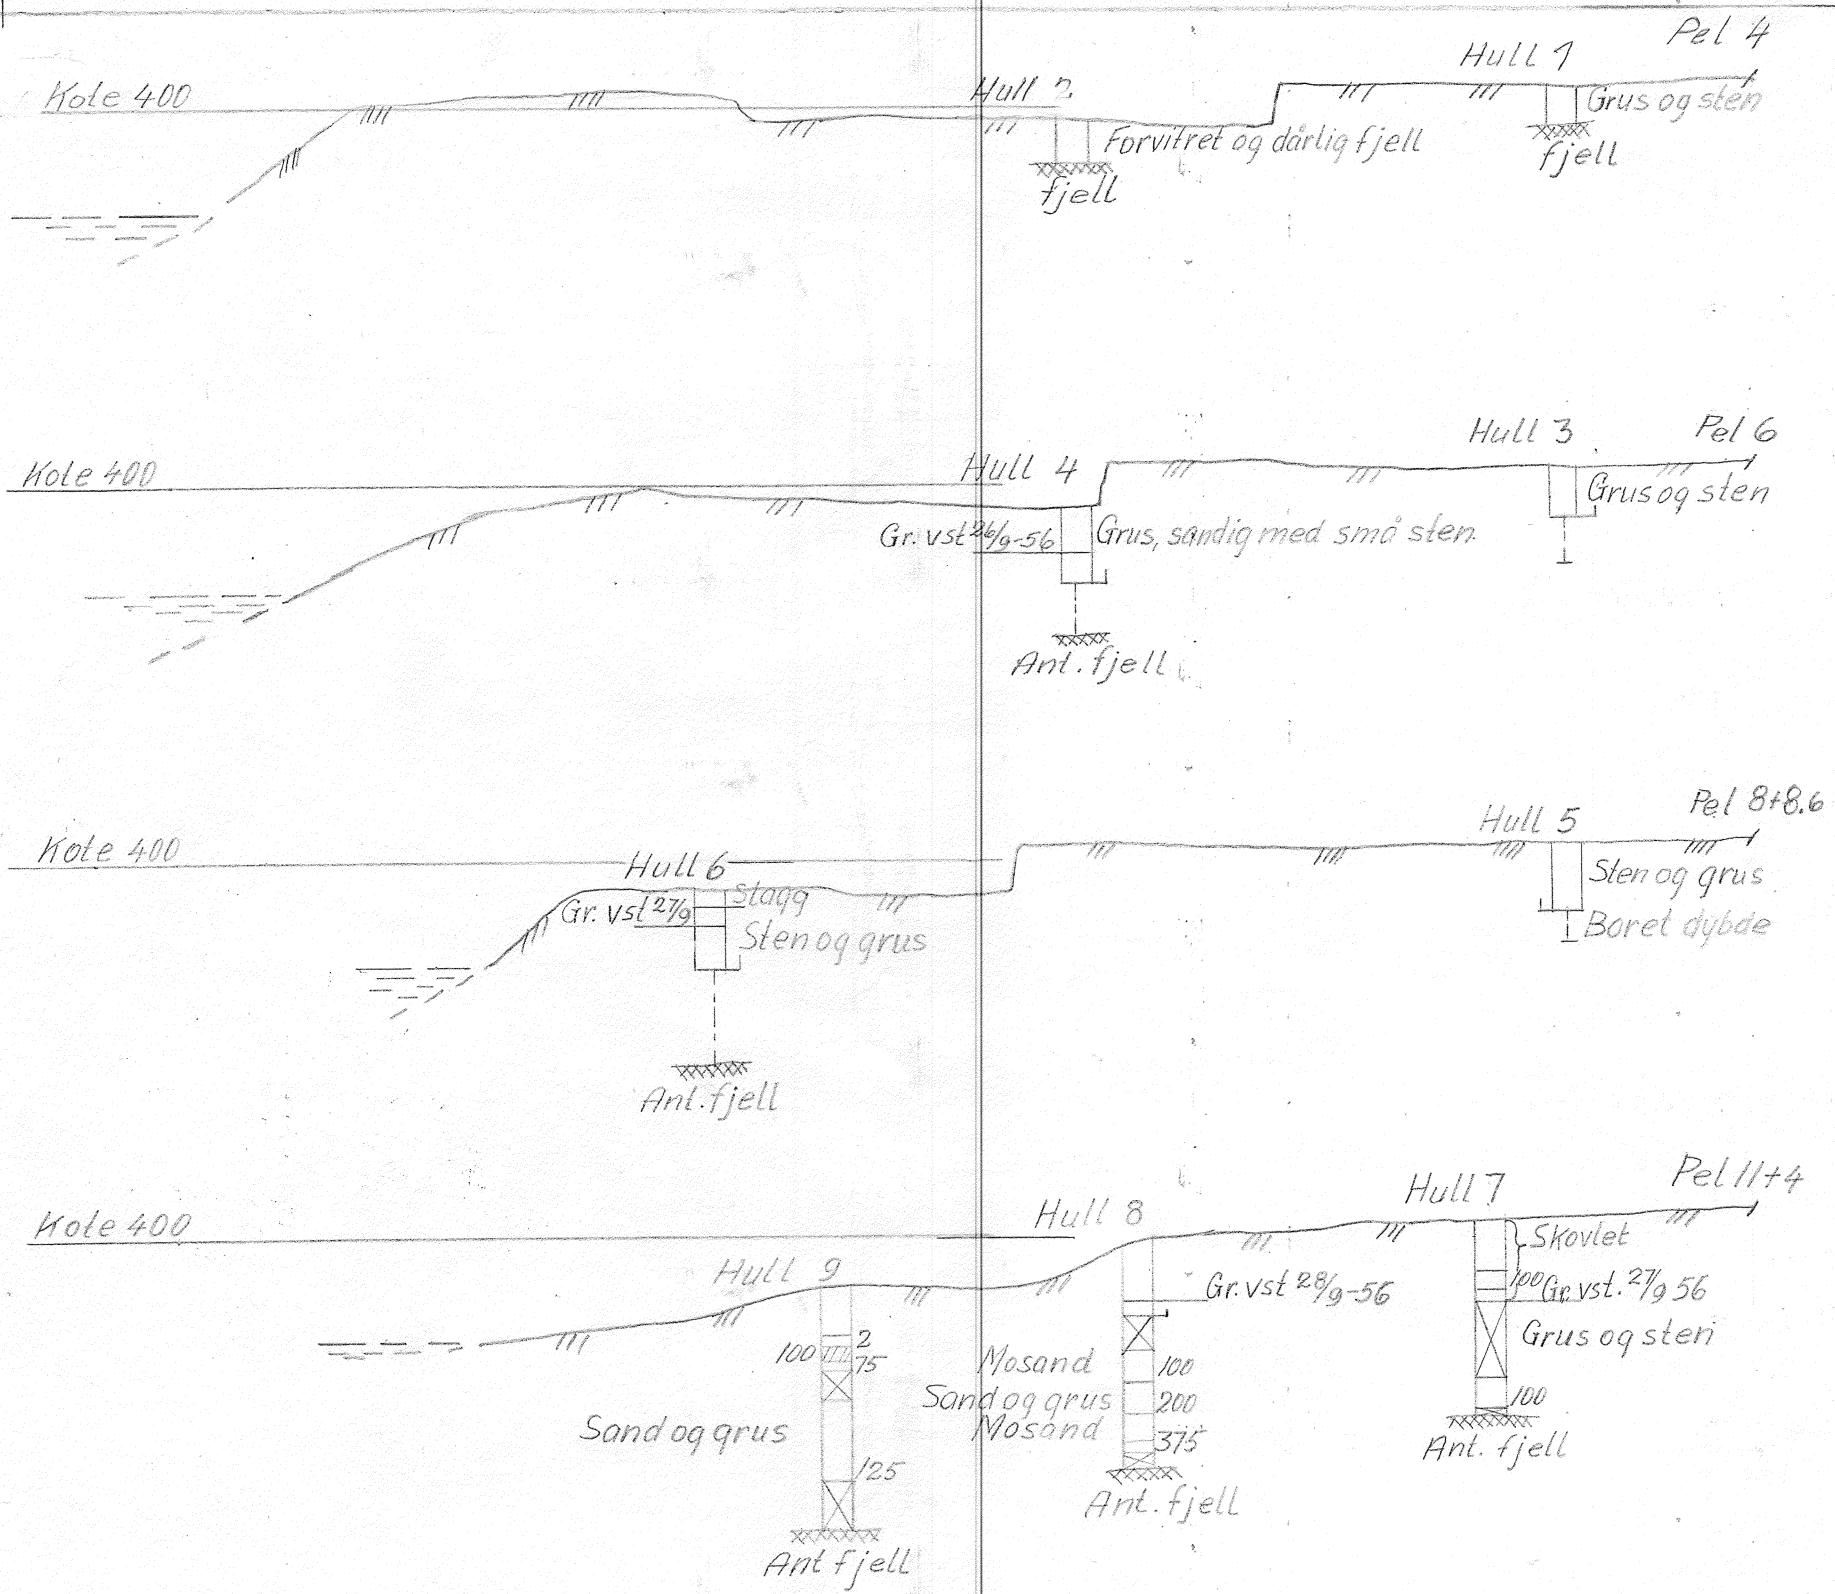 Pel 4
Hull 1
Kote 400
Hull 2
Grus og sten
Forvitret og dårlig fjell
fjell
fjell
Pel 6
Hull 3
Kote 400
Hull 4
Grus og sten
Gr. vst 26/9-56
Grus, sandig med små sten
Ant. fjell
Pel 8+8.6
Hull 5
Kote 400
Hull 6
Sten og grus
Stagg
Gr. vst 27/9
Sten og grus
Boret dybde
Ant. fjell
Pel 11+4
Hull 7
Kote 400
Hull 8
Skovlet
Hull 9
100
Gr. vst 28/9-56
Gr. vst. 27/9 56
Grus og sten
2
100
75
Mosand
100
Sand og grus
200
100
Mosand
Sand og grus
375
Ant. fjell
125
Ant. fjell
Ant fjell